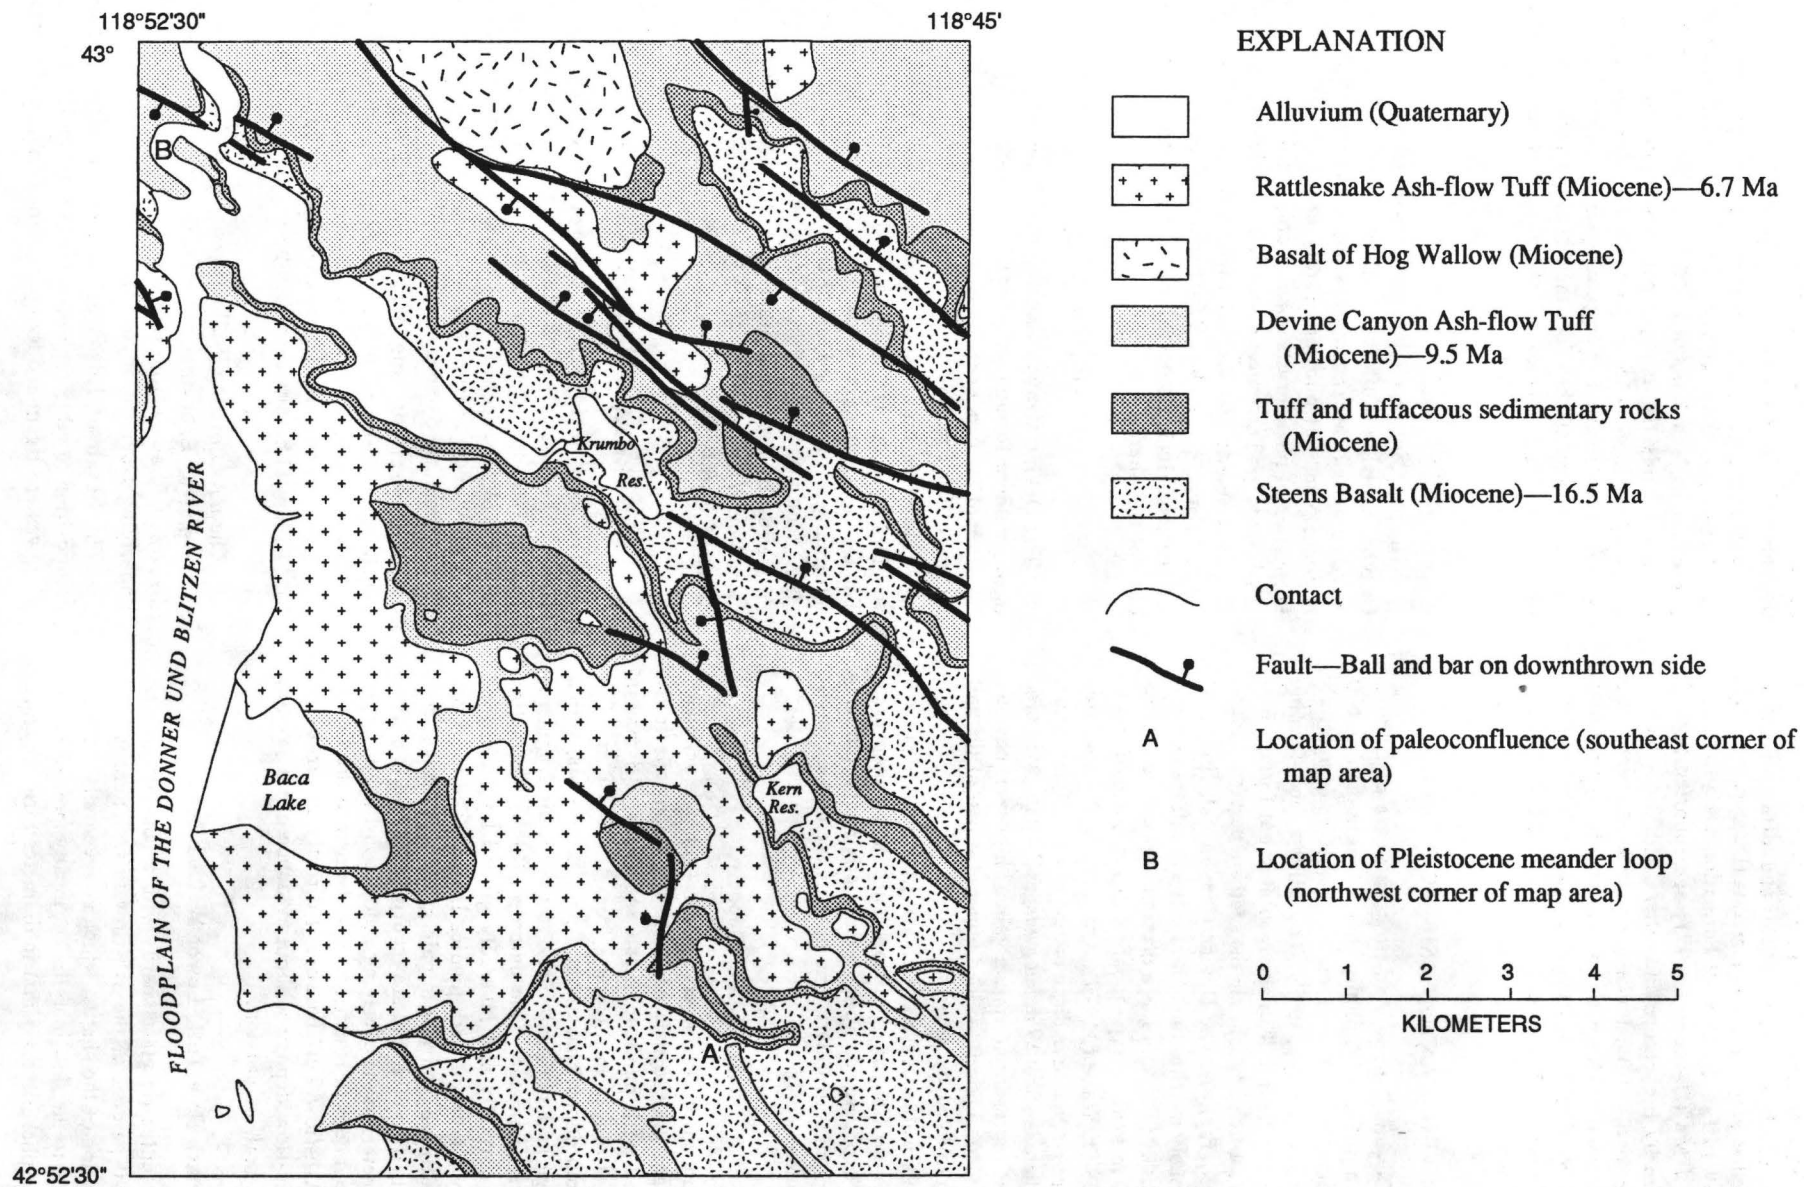 118°52'30"
118°45'
43°
42°52'30"
B
Krumbo
Res.
FLOODPLAIN OF THE DONNER UND BLITZEN RIVER
Baca
Lake
Kern
Res.
A
EXPLANATION
Alluvium (Quaternary)
Rattlesnake Ash-flow Tuff (Miocene)—6.7 Ma
Basalt of Hog Wallow (Miocene)
Devine Canyon Ash-flow Tuff
(Miocene)—9.5 Ma
Tuff and tuffaceous sedimentary rocks
(Miocene)
Steens Basalt (Miocene)—16.5 Ma
Contact
Fault—Ball and bar on downthrown side
A Location of paleoconfluence (southeast corner of
map area)
B Location of Pleistocene meander loop
(northwest corner of map area)
0 1 2 3 4 5
KILOMETERS